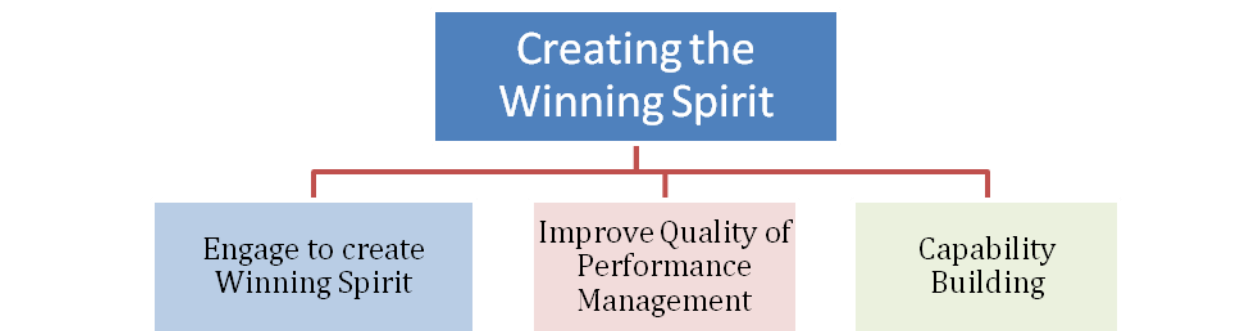 Creating the
Winning Spirit
Engage to create
Winning Spirit
Improve Quality of
Performance
Management
Capability
Building